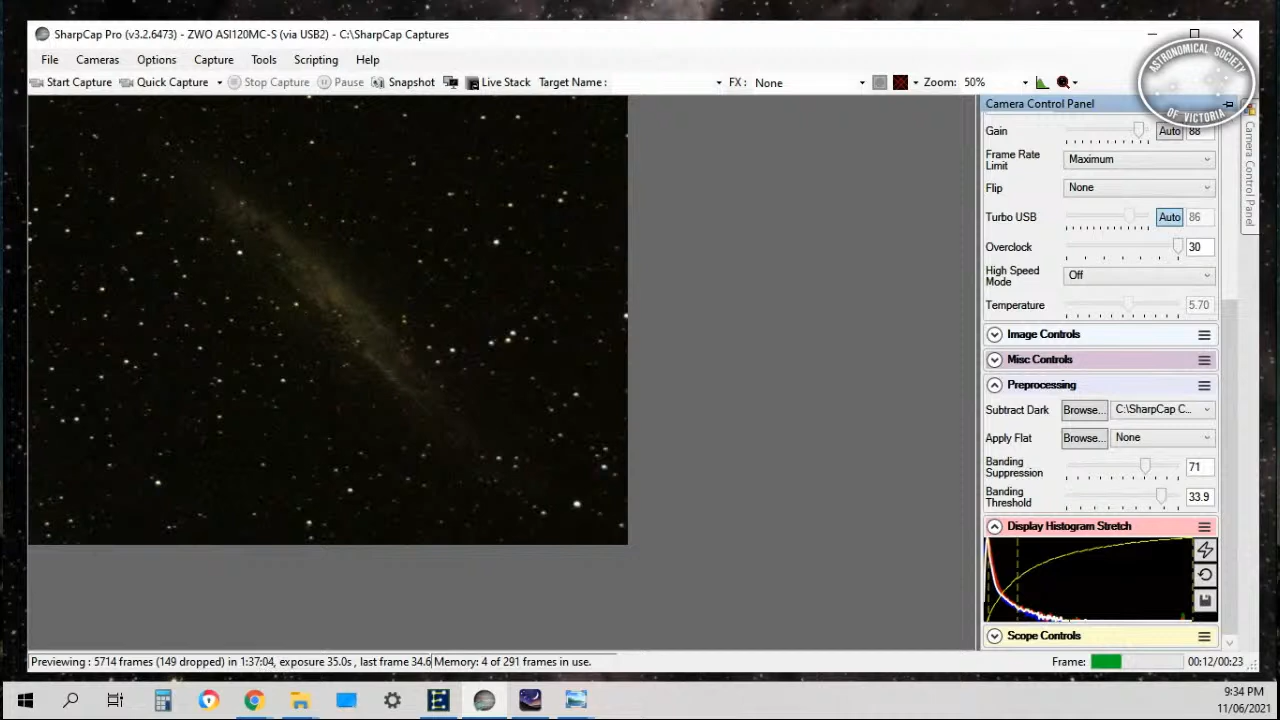 SharpCap Pro (v3.2.6473) - ZWO ASI120MC-S (via USB2) - C:\SharpCap Captures
File Cameras Options Capture Tools Scripting Help
Start Capture Quick Capture Stop Capture Pause Snapshot Live Stack Target Name : FX : None Zoom: 50%
ASTRONOMICAL SOCIETY
OF VICTORIA
Camera Control Panel
Camera Control Panel
Gain Auto 88
Frame Rate Limit Maximum
Flip None
Turbo USB Auto 86
Overclock 30
High Speed Mode Off
Temperature 5.70
Image Controls
Misc Controls
Preprocessing
Subtract Dark Browse... C:\SharpCap C...
Apply Flat Browse... None
Banding Suppression 71
Banding Threshold 33.9
Display Histogram Stretch
Scope Controls
Previewing : 5714 frames (149 dropped) in 1:37:04, exposure 35.0s , last frame 34.6 Memory: 4 of 291 frames in use. Frame: 00:12/00:23
9:34 PM
11/06/2021